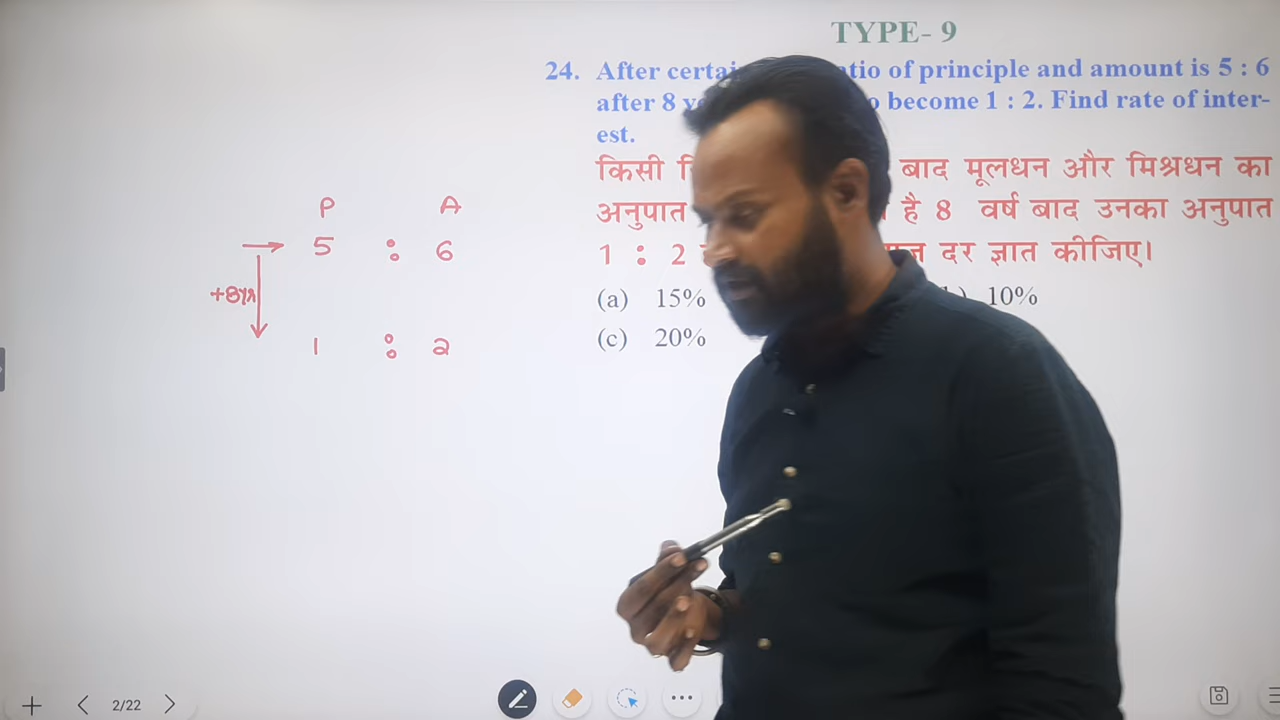 TYPE- 9
24. After certai tio of principle and amount is 5 : 6
after 8 y o become 1 : 2. Find rate of inter-
est.
किसी बाद मूलधन और मिश्रधन का
अनुपात है 8 वर्ष बाद उनका अनुपात
1 : 2 दर ज्ञात कीजिए।
(a) 15% 10%
(c) 20%
P A
5 : 6
+8yr
1 : 2
2/22